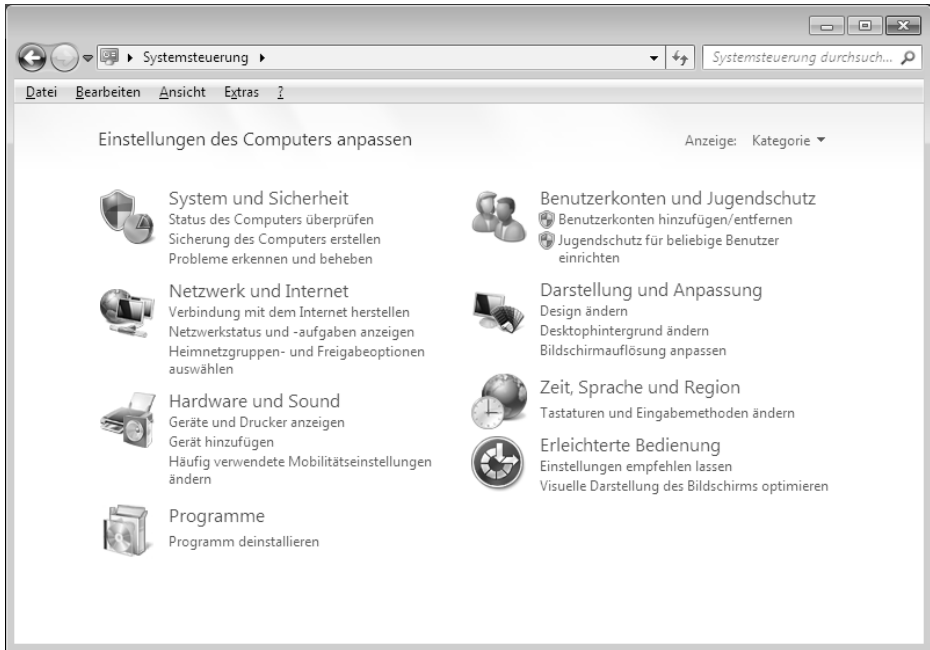 Systemsteuerung
Systemsteuerung durchsuch...
Datei Bearbeiten Ansicht Extras ?
Einstellungen des Computers anpassen
Anzeige: Kategorie
System und Sicherheit
Status des Computers überprüfen
Sicherung des Computers erstellen
Probleme erkennen und beheben
Netzwerk und Internet
Verbindung mit dem Internet herstellen
Netzwerkstatus und -aufgaben anzeigen
Heimnetzgruppen- und Freigabeoptionen
auswählen
Hardware und Sound
Geräte und Drucker anzeigen
Gerät hinzufügen
Häufig verwendete Mobilitätseinstellungen
ändern
Programme
Programm deinstallieren
Benutzerkonten und Jugendschutz
Benutzerkonten hinzufügen/entfernen
Jugendschutz für beliebige Benutzer
einrichten
Darstellung und Anpassung
Design ändern
Desktophintergrund ändern
Bildschirmauflösung anpassen
Zeit, Sprache und Region
Tastaturen und Eingabemethoden ändern
Erleichterte Bedienung
Einstellungen empfehlen lassen
Visuelle Darstellung des Bildschirms optimieren